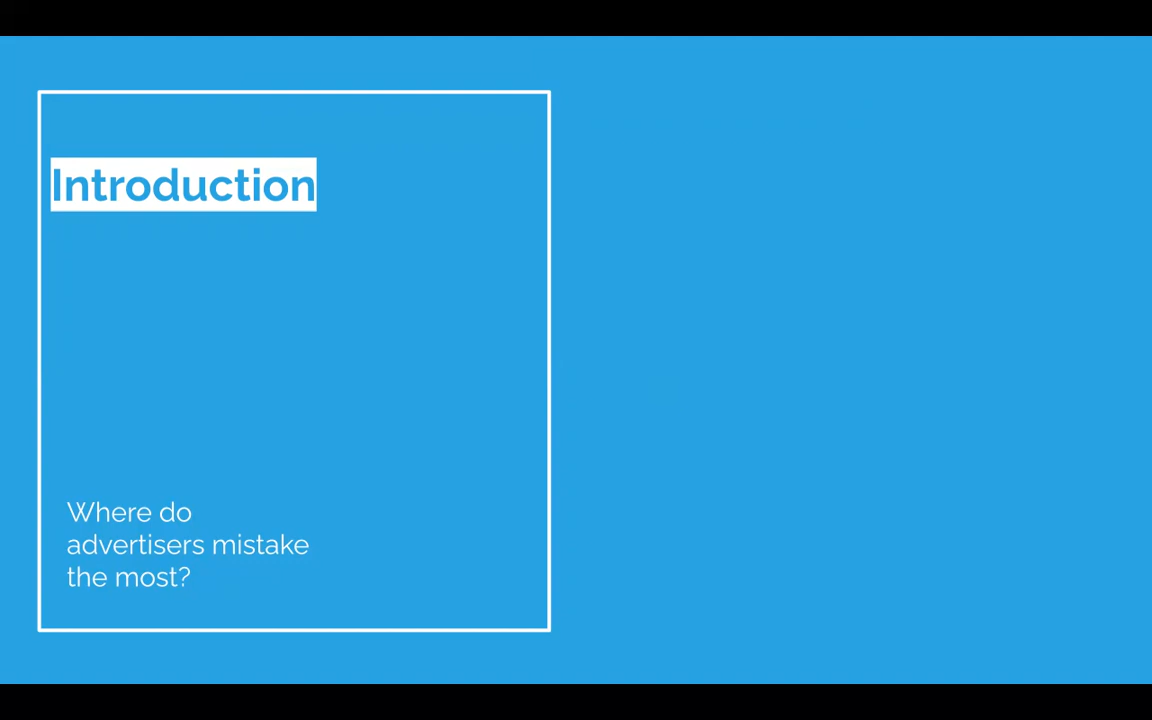 Introduction
Where do
advertisers mistake
the most?